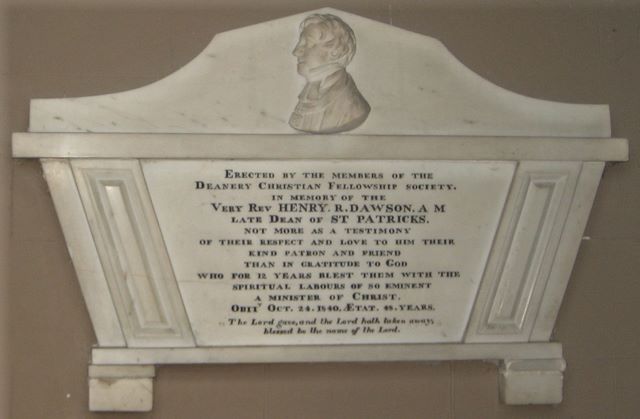 ERECTED BY THE MEMBERS OF THE
DEANERY CHRISTIAN FELLOWSHIP SOCIETY.
IN MEMORY OF THE
VERY REV HENRY. R. DAWSON. A M
LATE DEAN OF ST PATRICKS.
NOT MORE AS A TESTIMONY
OF THEIR RESPECT AND LOVE TO HIM THEIR
KIND PATRON AND FRIEND
THAN IN GRATITUDE TO GOD
WHO FOR 12 YEARS BLEST THEM WITH THE
SPIRITUAL LABOURS OF SO EMINENT
A MINISTER OF CHRIST.
OBIIT OCT. 24. 1840. ÆTAT. 48. YEARS.
The Lord gave, and the Lord hath taken away;
blessed be the name of the Lord.